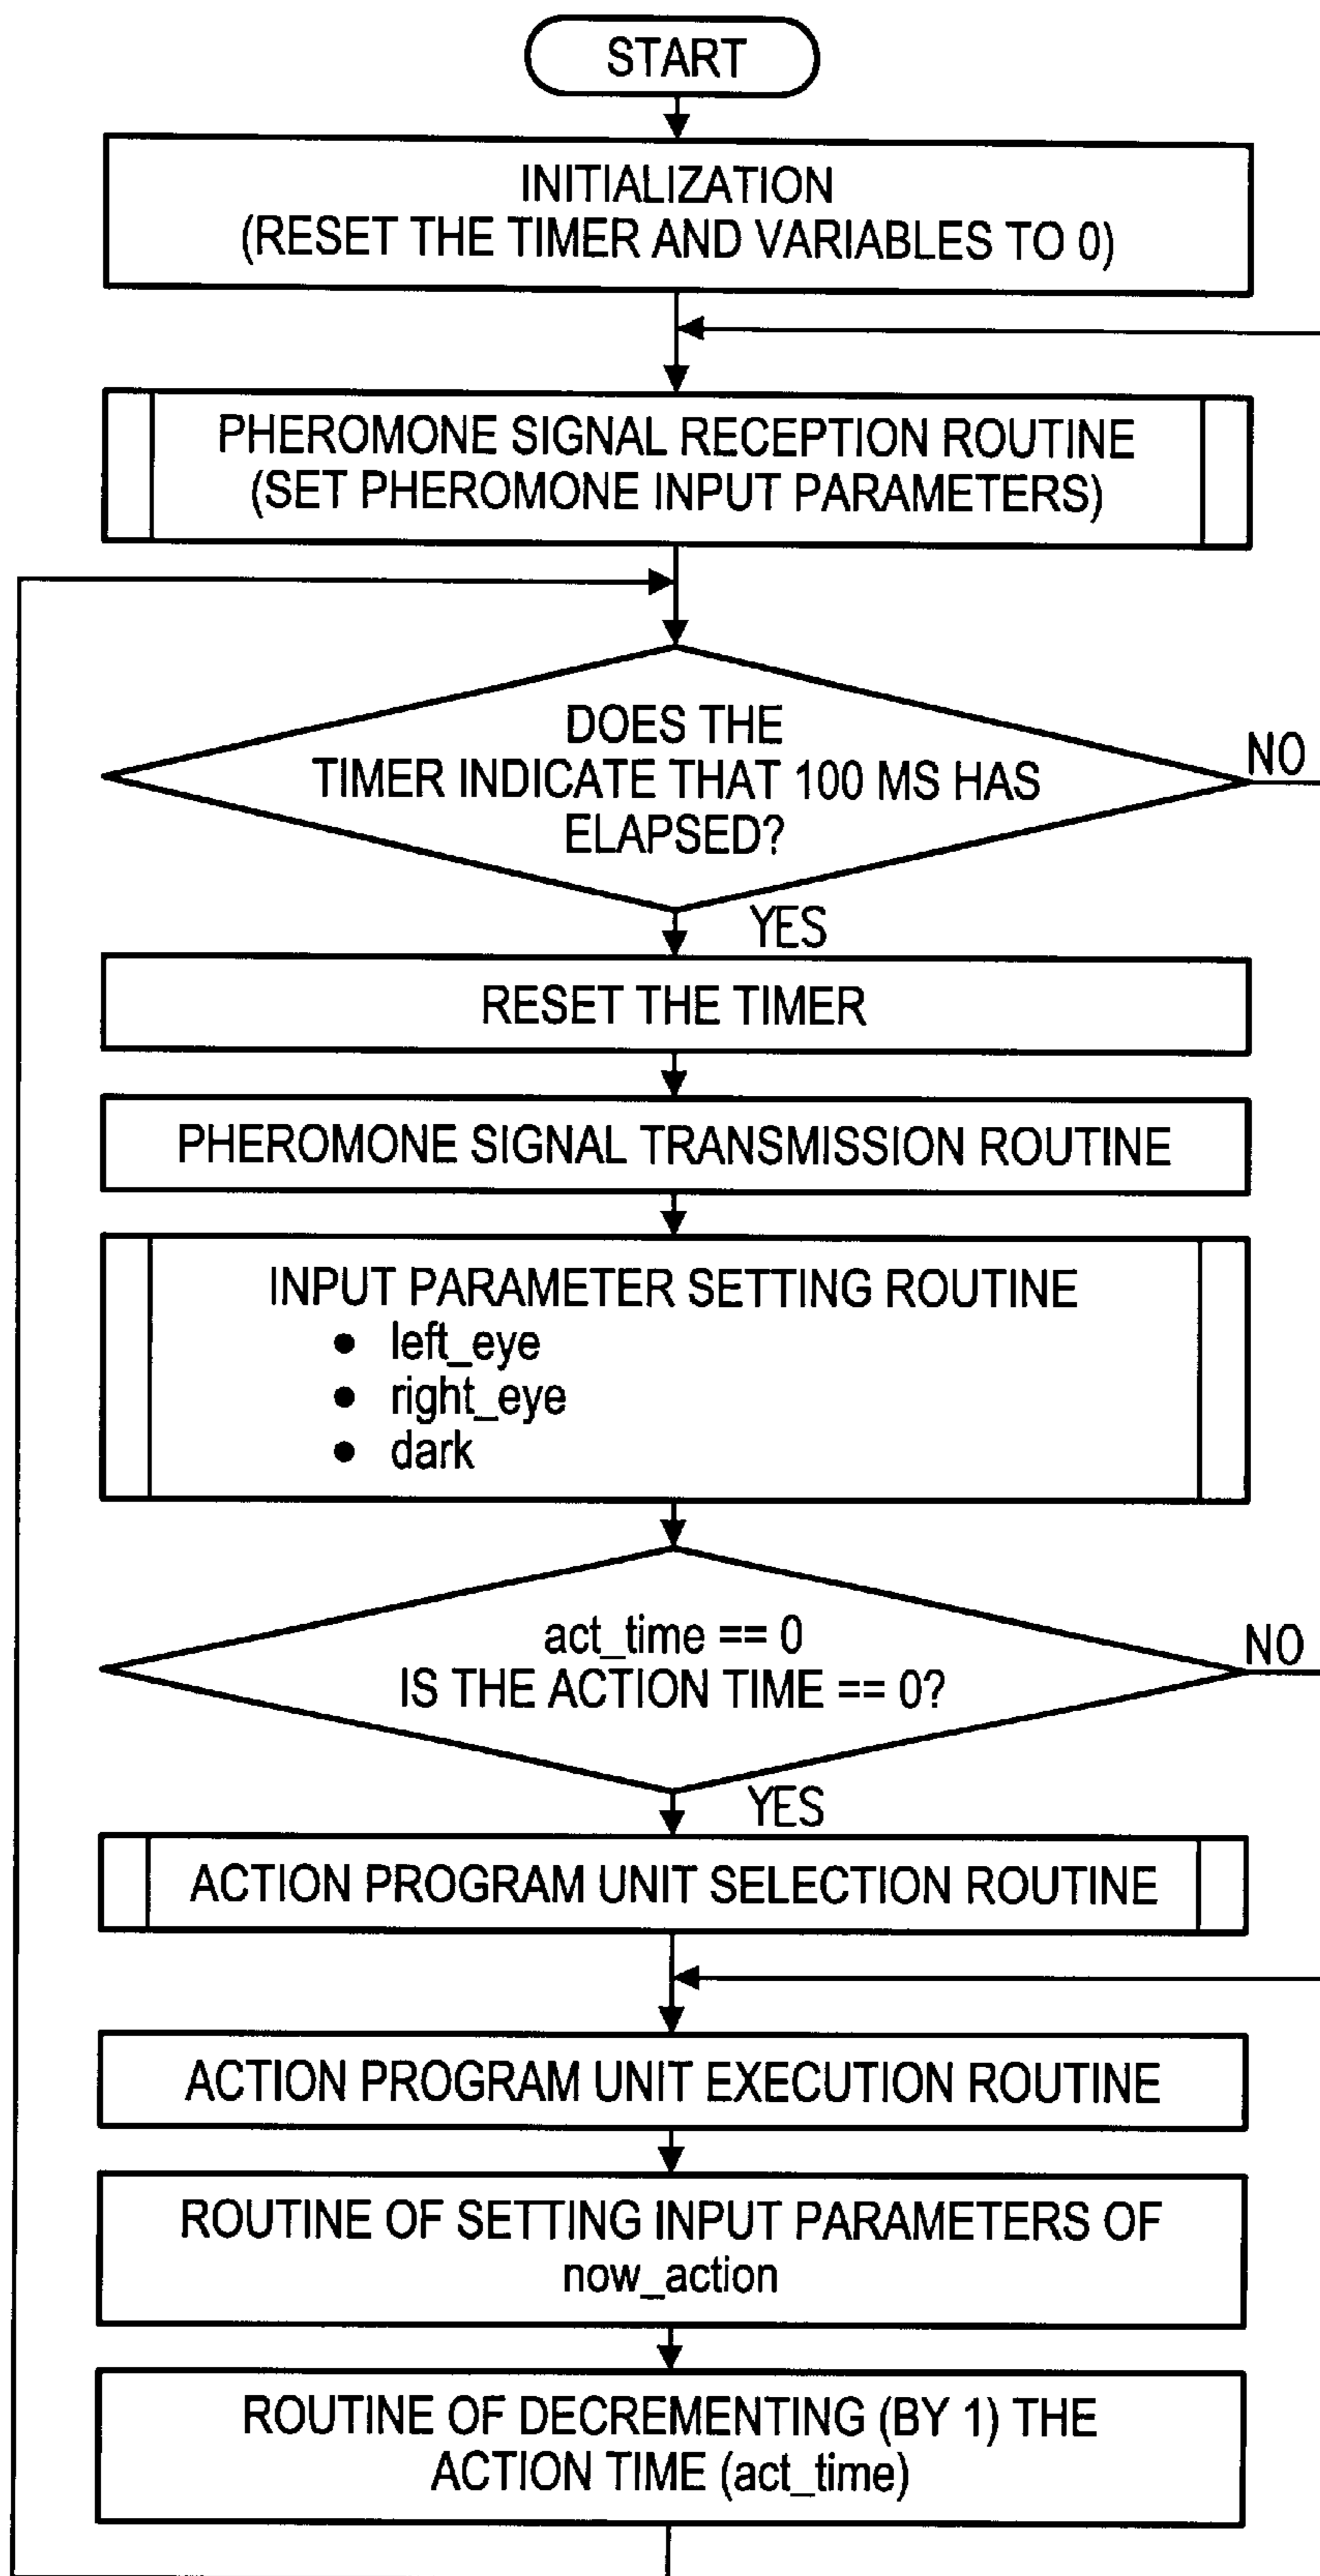 START
INITIALIZATION
(RESET THE TIMER AND VARIABLES TO 0)
PHEROMONE SIGNAL RECEPTION ROUTINE
(SET PHEROMONE INPUT PARAMETERS)
DOES THE
TIMER INDICATE THAT 100 MS HAS
ELAPSED?
NO
YES
RESET THE TIMER
PHEROMONE SIGNAL TRANSMISSION ROUTINE
INPUT PARAMETER SETTING ROUTINE
• left_eye
• right_eye
• dark
act_time == 0
IS THE ACTION TIME == 0?
NO
YES
ACTION PROGRAM UNIT SELECTION ROUTINE
ACTION PROGRAM UNIT EXECUTION ROUTINE
ROUTINE OF SETTING INPUT PARAMETERS OF
now_action
ROUTINE OF DECREMENTING (BY 1) THE
ACTION TIME (act_time)